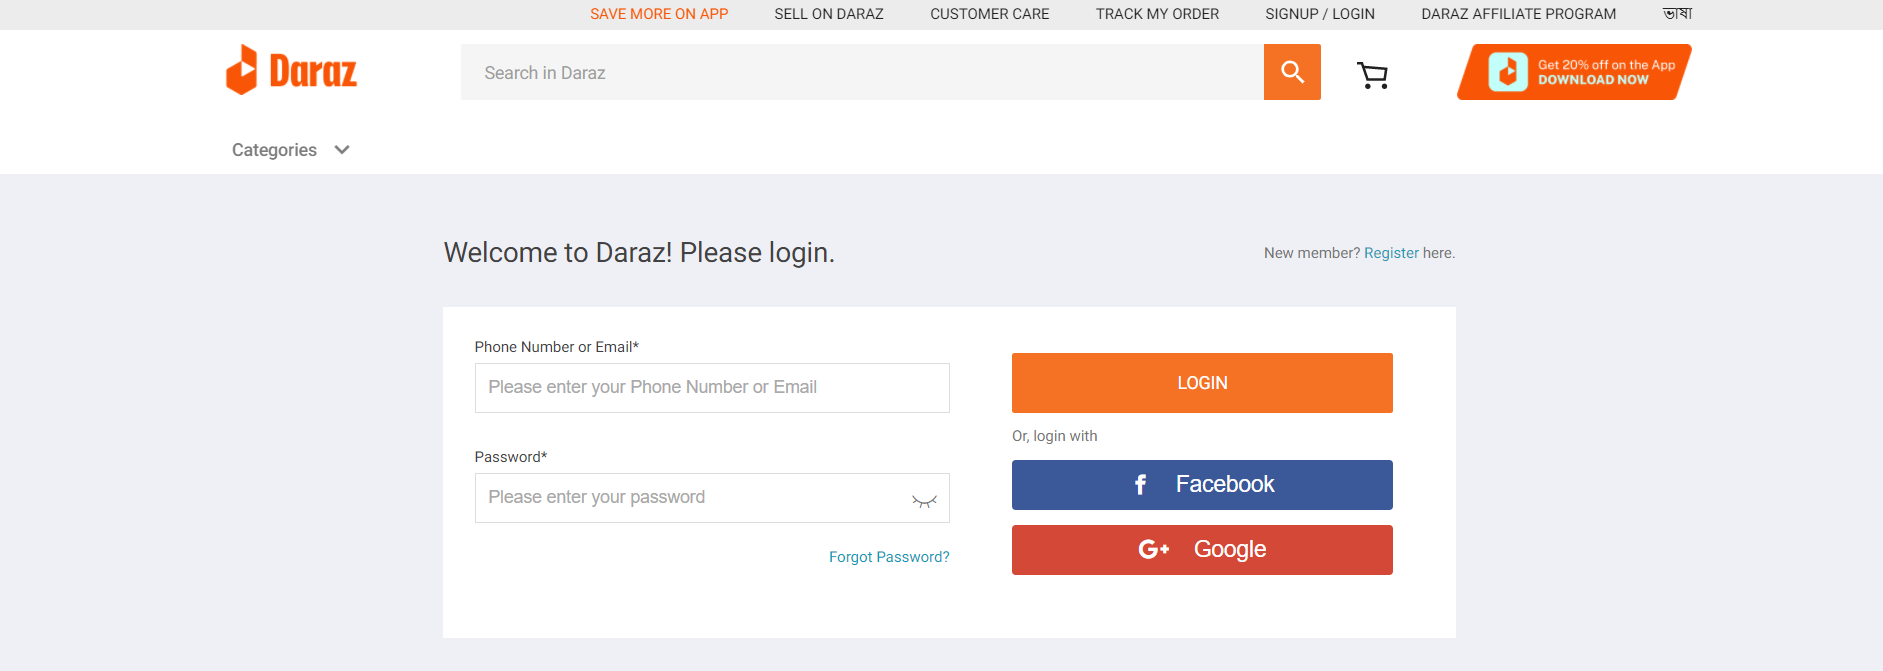 SAVE MORE ON APP SELL ON DARAZ CUSTOMER CARE TRACK MY ORDER SIGNUP / LOGIN DARAZ AFFILIATE PROGRAM ভাষা
Daraz
Search in Daraz
Get 20% off on the App
DOWNLOAD NOW
Categories
Welcome to Daraz! Please login.
New member? Register here.
Phone Number or Email*
Please enter your Phone Number or Email
Password*
Please enter your password
Forgot Password?
LOGIN
Or, login with
f Facebook
G+ Google